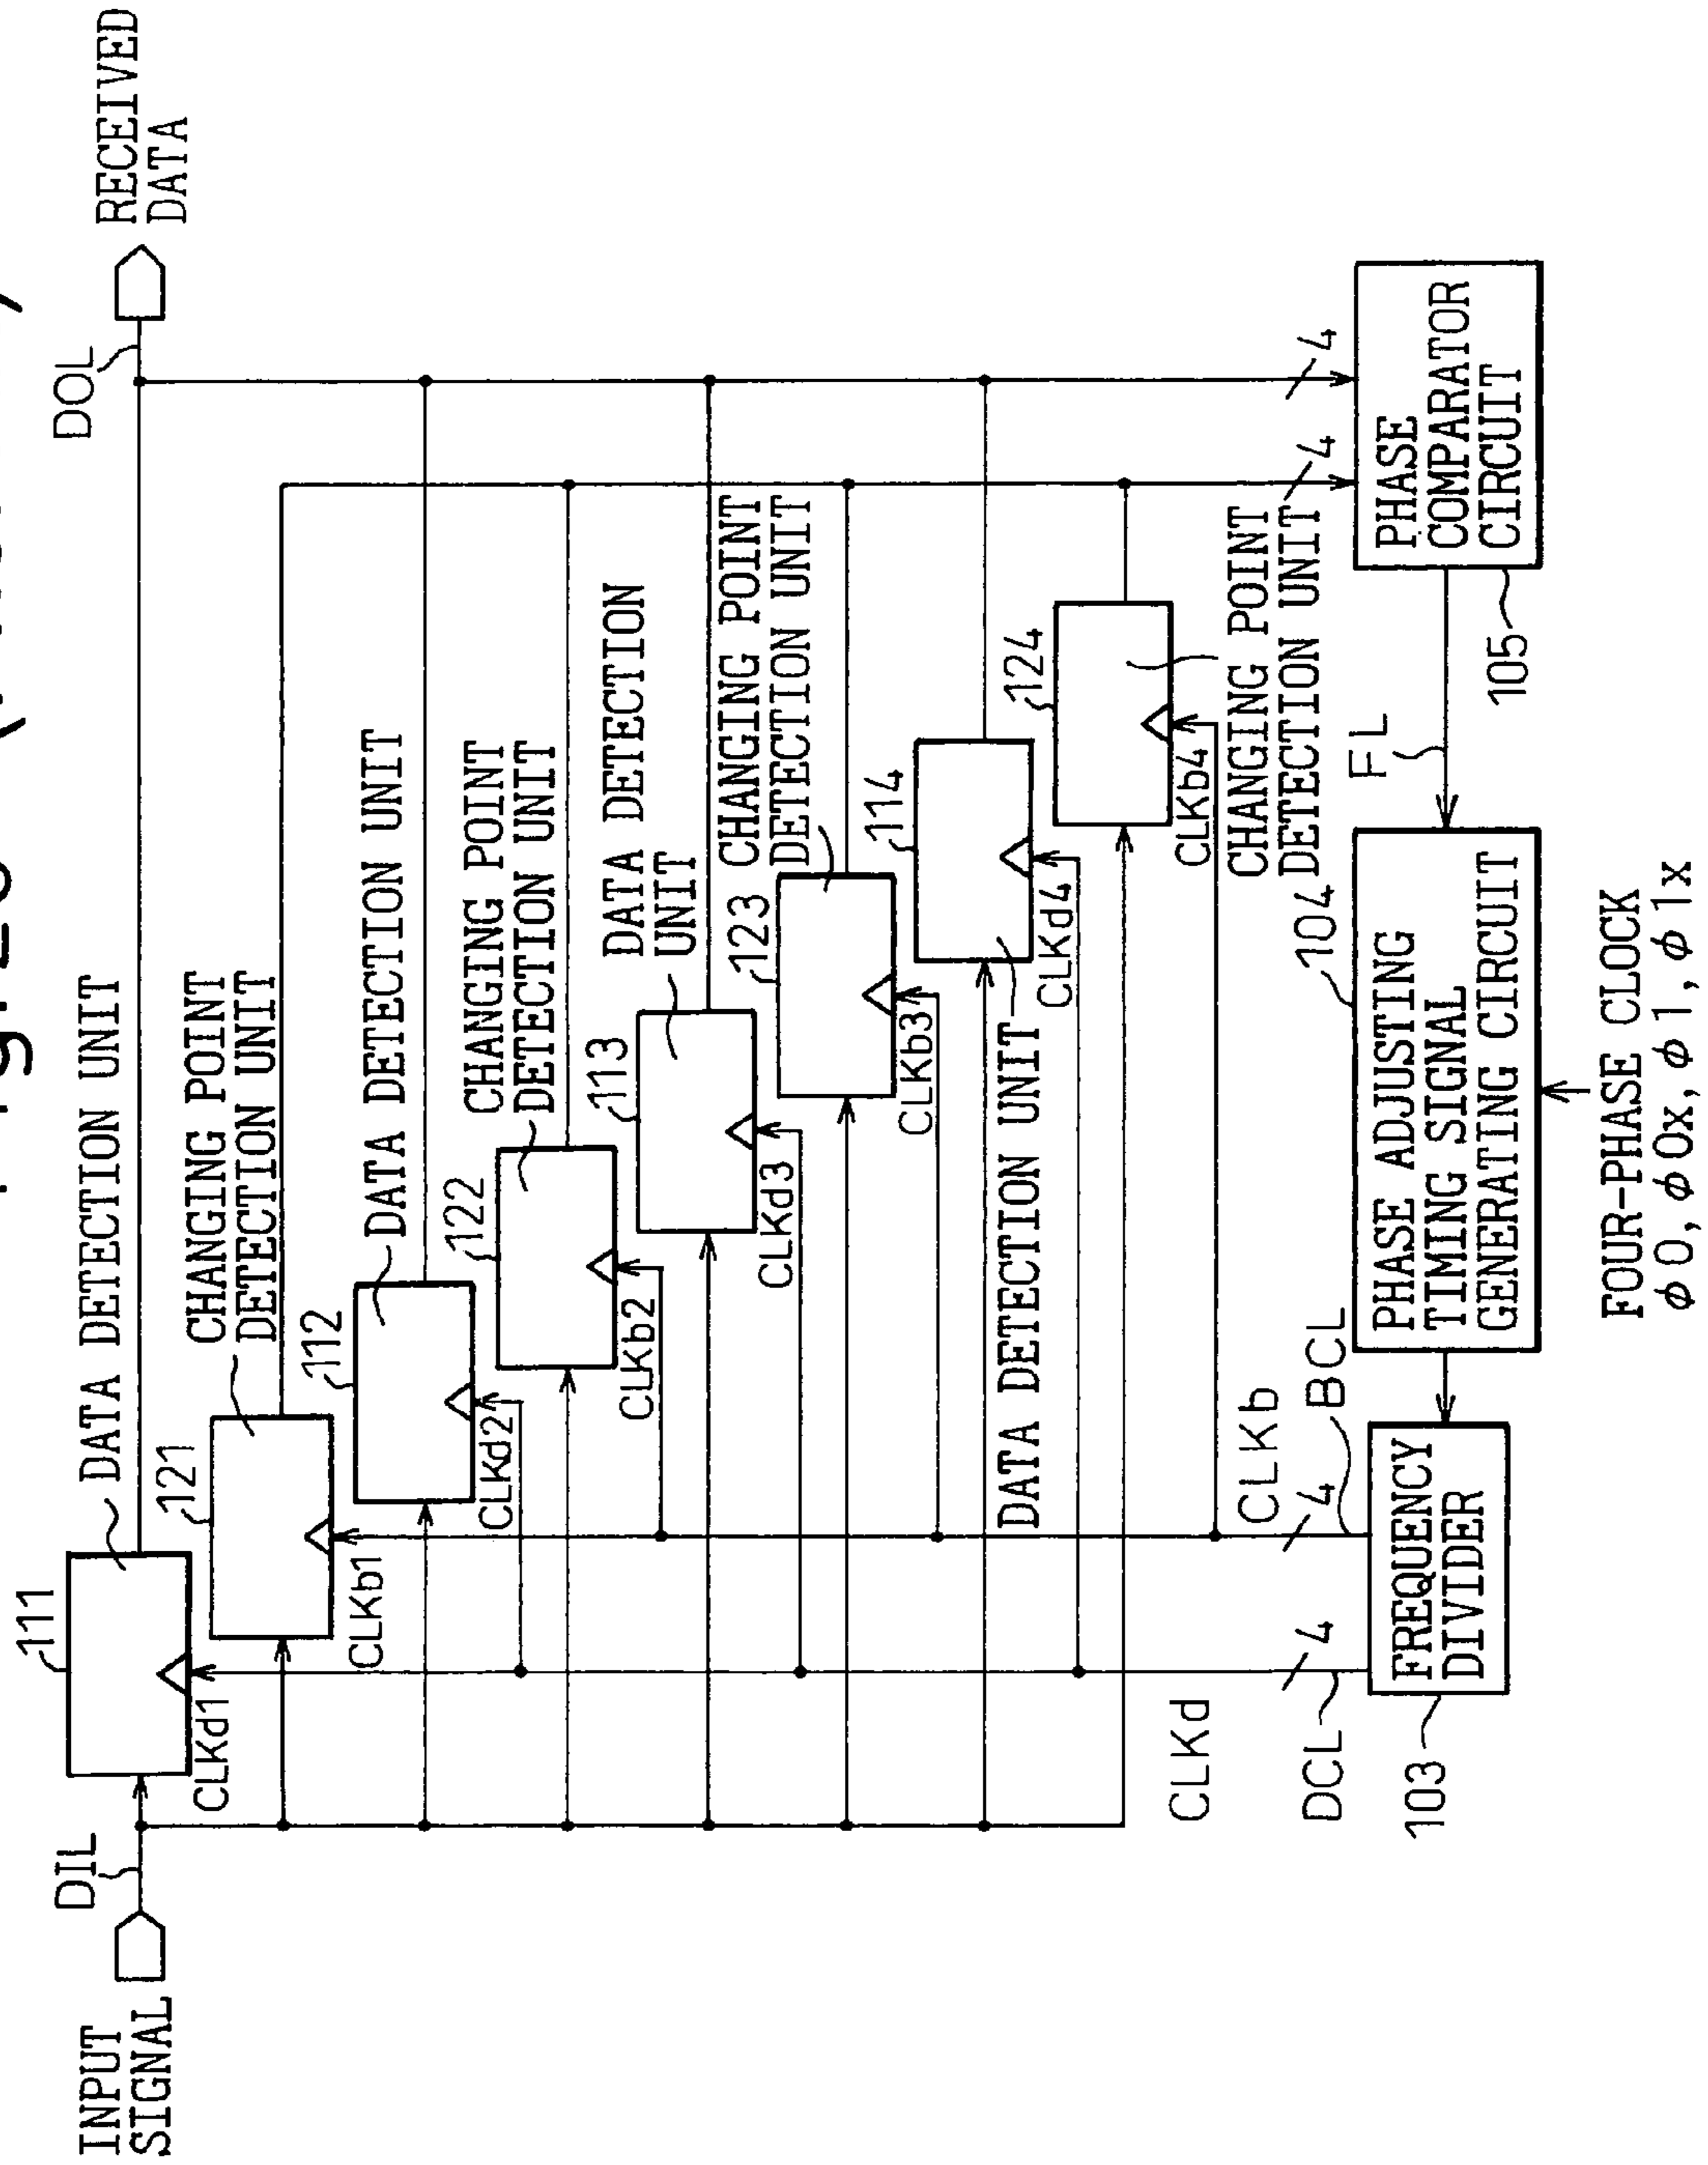 DIL
INPUT
SIGNAL
111
DATA DETECTION UNIT
CLKd1
121
CHANGING POINT
DETECTION UNIT
CLKb1
112
DATA DETECTION UNIT
CLKd2
122
CHANGING POINT
DETECTION UNIT
CLKb2
113
DATA DETECTION
UNIT
CLKd3
123
CHANGING POINT
DETECTION UNIT
CLKb3
114
DATA DETECTION UNIT
CLKd4
124
CLKb4
CHANGING POINT
DETECTION UNIT
DOL
RECEIVED
DATA
CLKd
DCL
4
CLKb
4
BCL
4
4
103
FREQUENCY
DIVIDER
104
PHASE ADJUSTING
TIMING SIGNAL
GENERATING CIRCUIT
FL
105
PHASE
COMPARATOR
CIRCUIT
FOUR-PHASE CLOCK
φ0, φ0x, φ1, φ1x